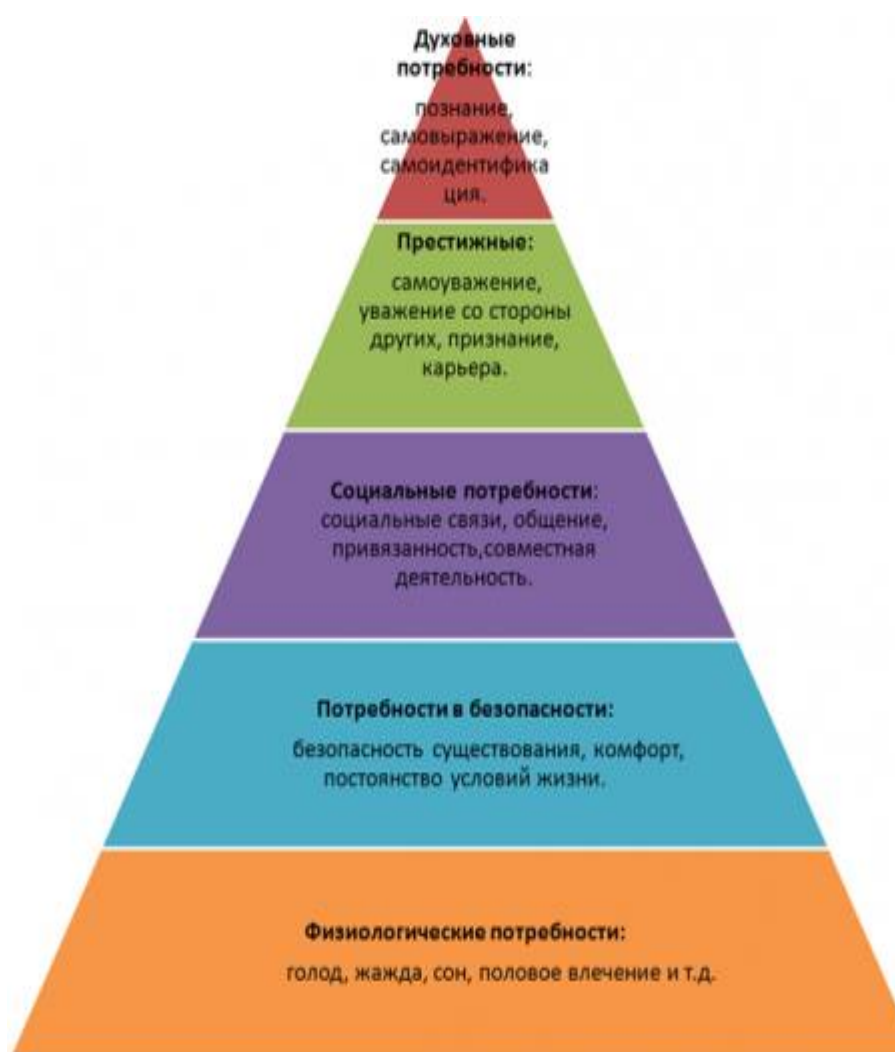 Духовные
потребности:
познание,
самовыражение,
самоидентифика
ция.
Престижные:
самоуважение,
уважение со стороны
других, признание,
карьера.
Социальные потребности:
социальные связи, общение,
привязанность,совместная
деятельность.
Потребности в безопасности:
безопасность существования, комфорт,
постоянство условий жизни.
Физиологические потребности:
голод, жажда, сон, половое влечение и т.д.